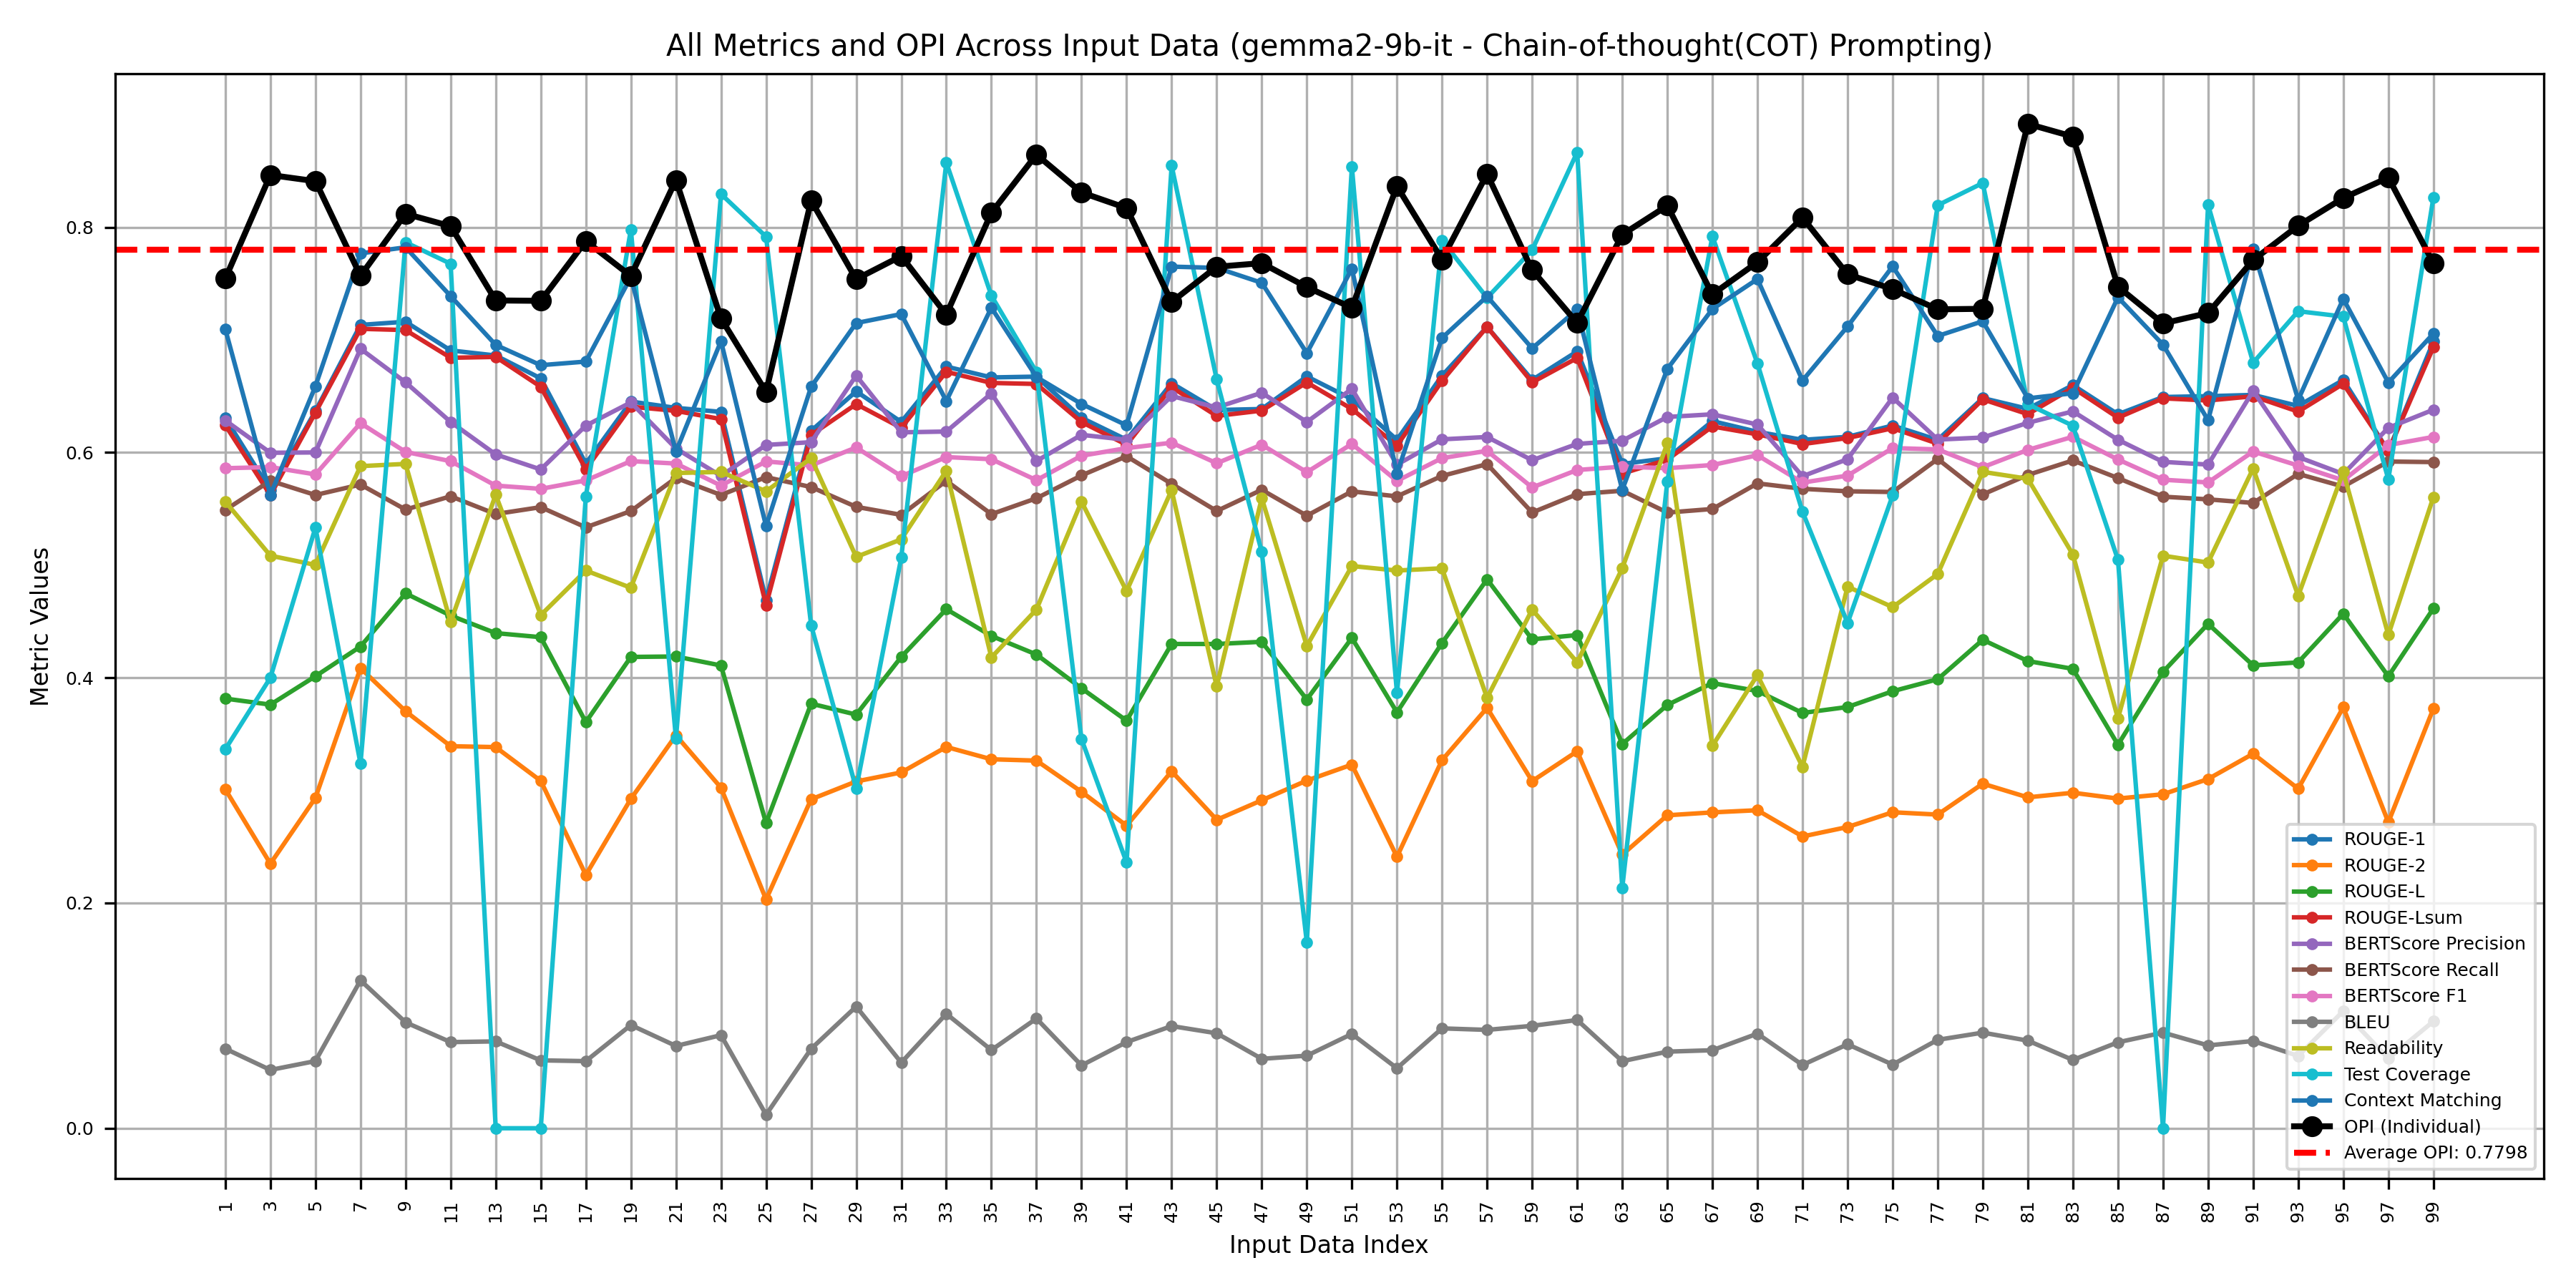 All Metrics and OPI Across Input Data (gemma2-9b-it - Chain-of-thought(COT) Prompting)
Metric Values
0.8
0.6
0.4
0.2
0.0
ROUGE-1
ROUGE-2
ROUGE-L
ROUGE-Lsum
BERTScore Precision
BERTScore Recall
BERTScore F1
BLEU
Readability
Test Coverage
Context Matching
OPI (Individual)
Average OPI: 0.7798
1 3 5 7 9 11 13 15 17 19 21 23 25 27 29 31 33 35 37 39 41 43 45 47 49 51 53 55 57 59 61 63 65 67 69 71 73 75 77 79 81 83 85 87 89 91 93 95 97 99
Input Data Index